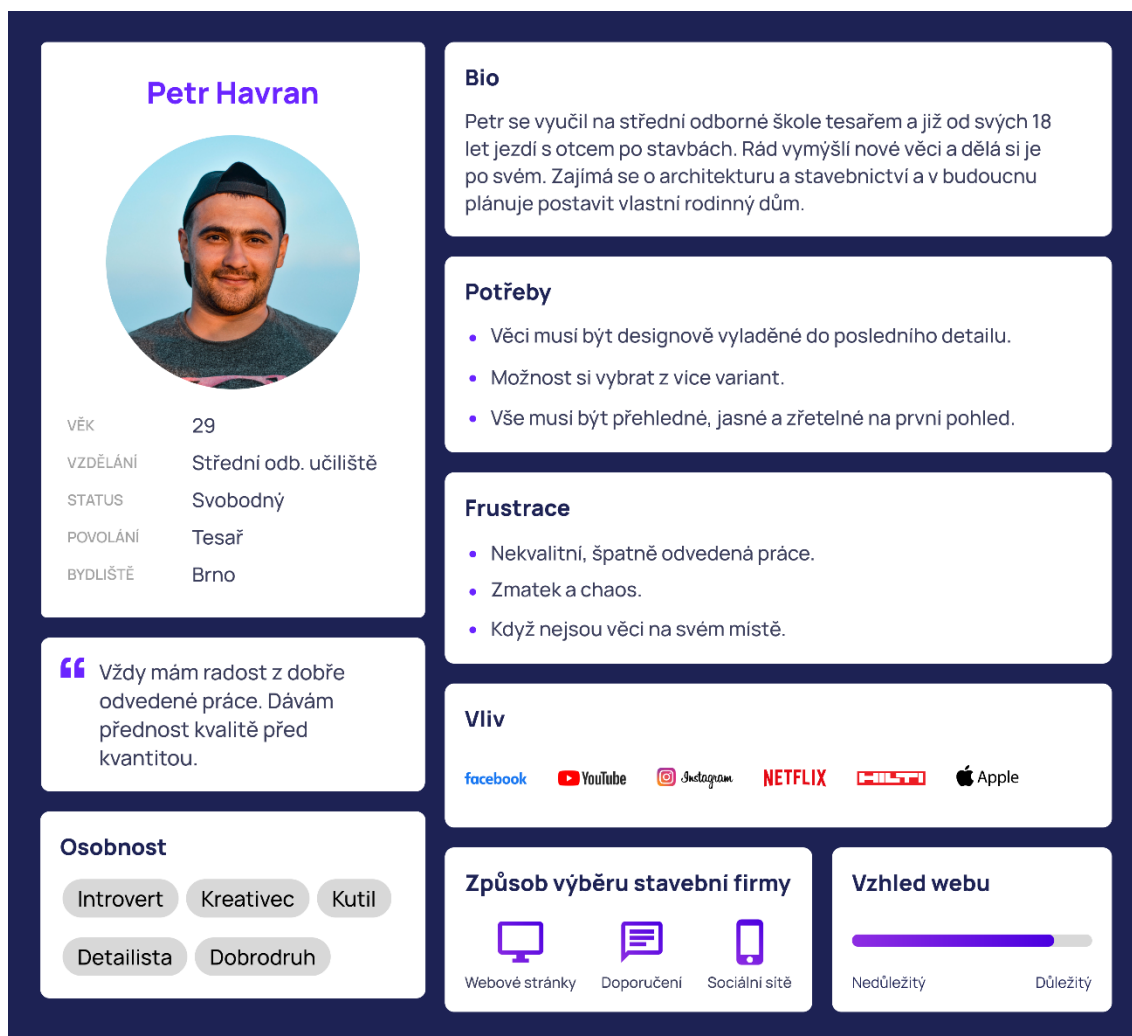 Petr Havran
VĚK 29
VZDĚLÁNÍ Střední odb. učiliště
STATUS Svobodný
POVOLÁNÍ Tesař
BYDLIŠTĚ Brno
Vždy mám radost z dobře
odvedené práce. Dávám
přednost kvalitě před
kvantitou.
Osobnost
Introvert Kreativec Kutil
Detailista Dobrodruh
Bio
Petr se vyučil na střední odborné škole tesařem a již od svých 18
let jezdí s otcem po stavbách. Rád vymýšlí nové věci a dělá si je
po svém. Zajímá se o architekturu a stavebnictví a v budoucnu
plánuje postavit vlastní rodinný dům.
Potřeby
• Věci musí být designově vyladěné do posledního detailu.
• Možnost si vybrat z více variant.
• Vše musí být přehledné, jasné a zřetelné na první pohled.
Frustrace
• Nekvalitní, špatně odvedená práce.
• Zmatek a chaos.
• Když nejsou věci na svém místě.
Vliv
facebook YouTube Instagram NETFLIX HILTI Apple
Způsob výběru stavební firmy
Webové stránky Doporučení Sociální sítě
Vzhled webu
Nedůležitý Důležitý